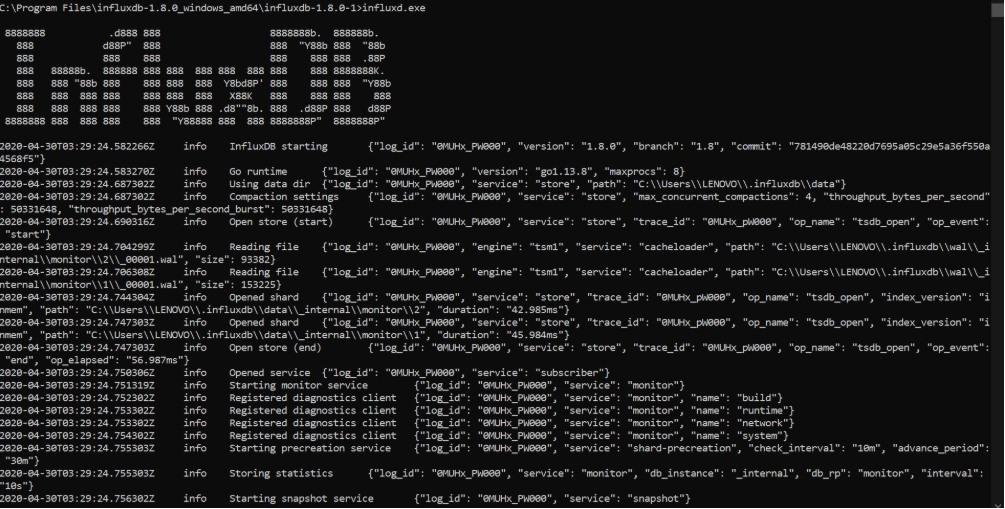 C:\Program Files\influxdb-1.8.0_windows_amd64\influxdb-1.8.0-1>influxd.exe
 8888888           .d888 888                   8888888b.  888888b.
   888            d88P"  888                   888  "Y88b 888  "88b
   888            888    888                   888    888 888  .88P
   888   88888b.  888888 888 888  888 888  888 888    888 8888888K.
   888   888 "88b 888    888 888  888  Y8bd8P' 888    888 888  "Y88b
   888   888  888 888    888 888  888   X88K   888    888 888    888
   888   888  888 888    888 Y88b 888 .d8""8b. 888  .d88P 888   d88P
 8888888 888  888 888    888  "Y88888 888  888 8888888P"  8888888P"
2020-04-30T03:29:24.582266Z     info    InfluxDB starting       {"log_id": "0MUHx_PW000", "version": "1.8.0", "branch": "1.8", "commit": "781490de48220d7695a05c29e5a36f550a
4568f5"}
2020-04-30T03:29:24.583270Z     info    Go runtime      {"log_id": "0MUHx_PW000", "version": "go1.13.8", "maxprocs": 8}
2020-04-30T03:29:24.687302Z     info    Using data dir  {"log_id": "0MUHx_PW000", "service": "store", "path": "C:\\Users\\LENOVO\\.influxdb\\data"}
2020-04-30T03:29:24.687302Z     info    Compaction settings     {"log_id": "0MUHx_PW000", "service": "store", "max_concurrent_compactions": 4, "throughput_bytes_per_second"
: 50331648, "throughput_bytes_per_second_burst": 50331648}
2020-04-30T03:29:24.690316Z     info    Open store (start)      {"log_id": "0MUHx_PW000", "service": "store", "trace_id": "0MUHx_pW000", "op_name": "tsdb_open", "op_event":
 "start"}
2020-04-30T03:29:24.704299Z     info    Reading file    {"log_id": "0MUHx_PW000", "engine": "tsm1", "service": "cacheloader", "path": "C:\\Users\\LENOVO\\.influxdb\\wal\\_i
nternal\\monitor\\2\\_00001.wal", "size": 93382}
2020-04-30T03:29:24.706308Z     info    Reading file    {"log_id": "0MUHx_PW000", "engine": "tsm1", "service": "cacheloader", "path": "C:\\Users\\LENOVO\\.influxdb\\wal\\_i
nternal\\monitor\\1\\_00001.wal", "size": 153225}
2020-04-30T03:29:24.744304Z     info    Opened shard    {"log_id": "0MUHx_PW000", "service": "store", "trace_id": "0MUHx_pW000", "op_name": "tsdb_open", "index_version": "i
nmem", "path": "C:\\Users\\LENOVO\\.influxdb\\data\\_internal\\monitor\\2", "duration": "42.985ms"}
2020-04-30T03:29:24.747303Z     info    Opened shard    {"log_id": "0MUHx_PW000", "service": "store", "trace_id": "0MUHx_pW000", "op_name": "tsdb_open", "index_version": "i
nmem", "path": "C:\\Users\\LENOVO\\.influxdb\\data\\_internal\\monitor\\1", "duration": "45.984ms"}
2020-04-30T03:29:24.747303Z     info    Open store (end)        {"log_id": "0MUHx_PW000", "service": "store", "trace_id": "0MUHx_pW000", "op_name": "tsdb_open", "op_event":
 "end", "op_elapsed": "56.987ms"}
2020-04-30T03:29:24.750306Z     info    Opened service  {"log_id": "0MUHx_PW000", "service": "subscriber"}
2020-04-30T03:29:24.751319Z     info    Starting monitor service        {"log_id": "0MUHx_PW000", "service": "monitor"}
2020-04-30T03:29:24.752302Z     info    Registered diagnostics client   {"log_id": "0MUHx_PW000", "service": "monitor", "name": "build"}
2020-04-30T03:29:24.753302Z     info    Registered diagnostics client   {"log_id": "0MUHx_PW000", "service": "monitor", "name": "runtime"}
2020-04-30T03:29:24.753302Z     info    Registered diagnostics client   {"log_id": "0MUHx_PW000", "service": "monitor", "name": "network"}
2020-04-30T03:29:24.754302Z     info    Registered diagnostics client   {"log_id": "0MUHx_PW000", "service": "monitor", "name": "system"}
2020-04-30T03:29:24.755303Z     info    Starting precreation service    {"log_id": "0MUHx_PW000", "service": "shard-precreation", "check_interval": "10m", "advance_period":
 "30m"}
2020-04-30T03:29:24.755303Z     info    Storing statistics      {"log_id": "0MUHx_PW000", "service": "monitor", "db_instance": "_internal", "db_rp": "monitor", "interval":
"10s"}
2020-04-30T03:29:24.756302Z     info    Starting snapshot service       {"log_id": "0MUHx_PW000", "service": "snapshot"}